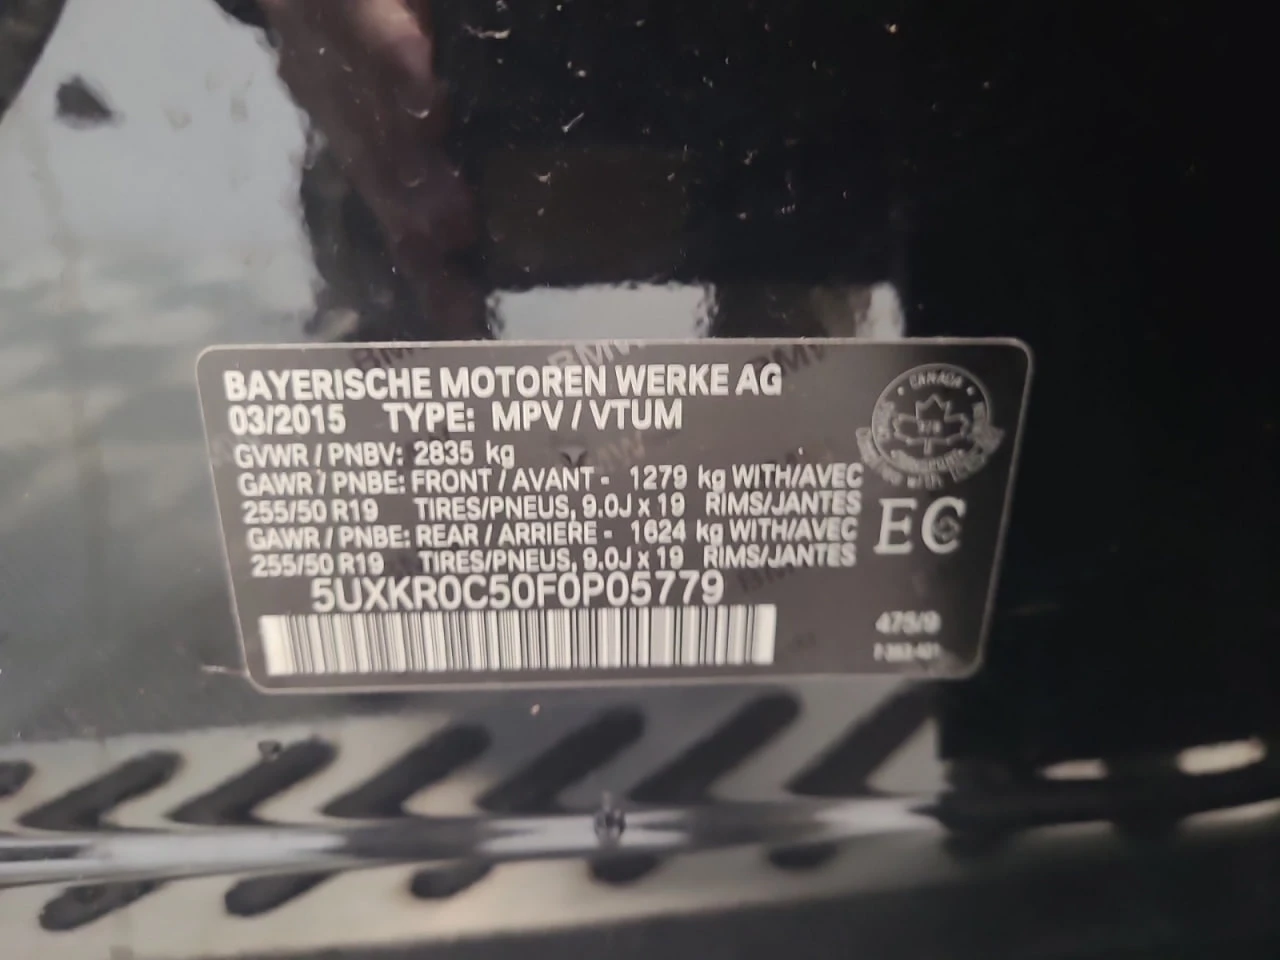 BAYERISCHE MOTOREN WERKE AG
03/2015 TYPE: MPV / VTUM
GVWR / PNBV: 2835 kg
GAWR / PNBE: FRONT / AVANT - 1279 kg WITH/AVEC
255/50 R19 TIRES/PNEUS, 9.0J x 19 RIMS/JANTES
GAWR / PNBE: REAR / ARRIERE - 1624 kg WITH/AVEC
255/50 R19 TIRES/PNEUS, 9.0J x 19 RIMS/JANTES
5UXKR0C50F0P05779
CANADA
EC
475/9